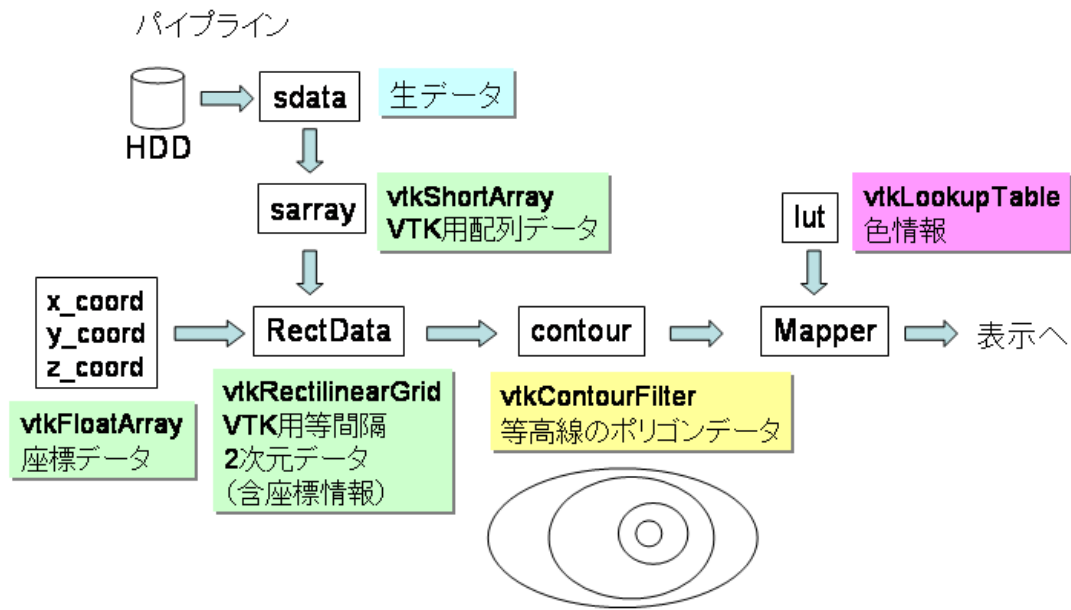 パイプライン
HDD
sdata
生データ
sarray
vtkShortArray
VTK用配列データ
lut
vtkLookupTable
色情報
x_coord
y_coord
z_coord
RectData
contour
Mapper
表示へ
vtkFloatArray
座標データ
vtkRectilinearGrid
VTK用等間隔
2次元データ
(含座標情報)
vtkContourFilter
等高線のポリゴンデータ